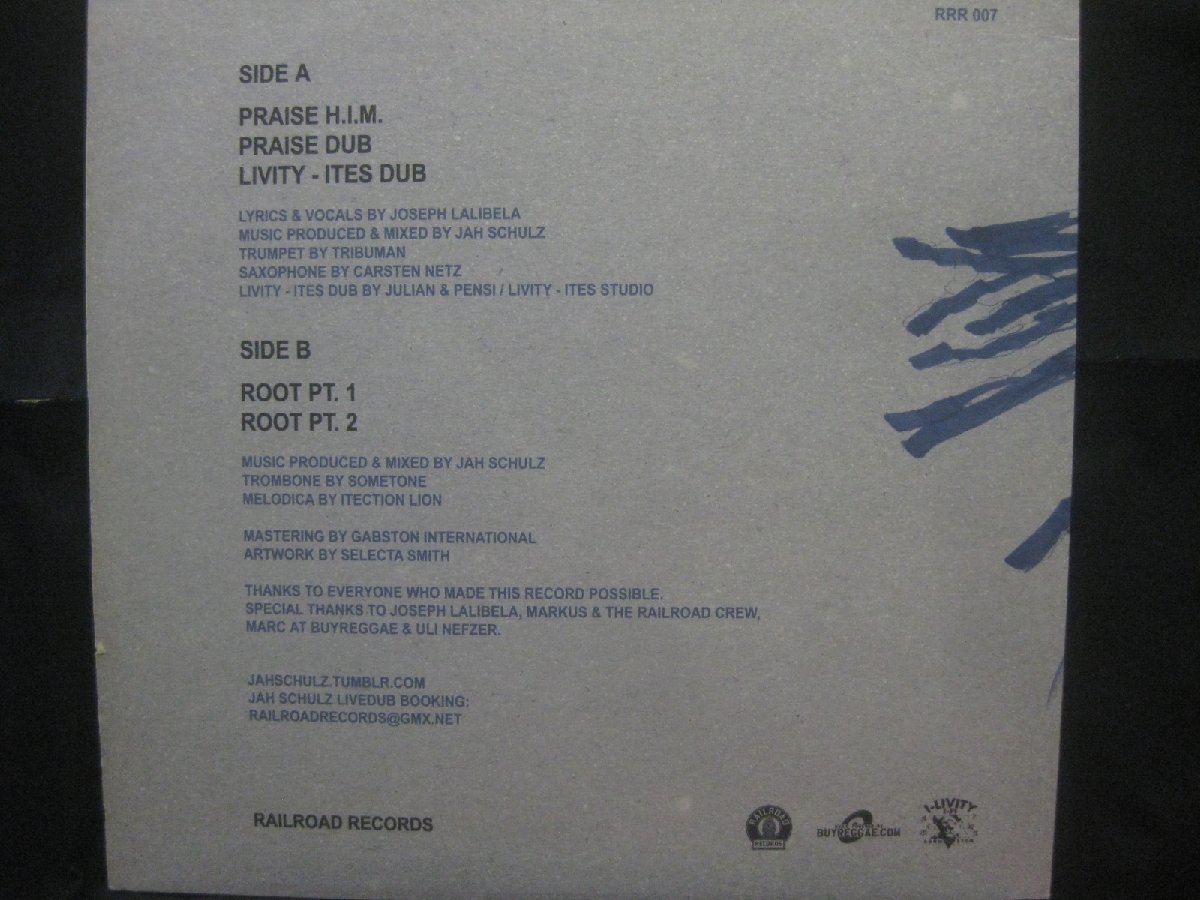 RRR 007
SIDE A
PRAISE H.I.M.
PRAISE DUB
LIVITY - ITES DUB
LYRICS & VOCALS BY JOSEPH LALIBELA
MUSIC PRODUCED & MIXED BY JAH SCHULZ
TRUMPET BY TRIBUMAN
SAXOPHONE BY CARSTEN NETZ
LIVITY - ITES DUB BY JULIAN & PENSI / LIVITY - ITES STUDIO
SIDE B
ROOT PT. 1
ROOT PT. 2
MUSIC PRODUCED & MIXED BY JAH SCHULZ
TROMBONE BY SOMETONE
MELODICA BY ITECTION LION
MASTERING BY GABSTON INTERNATIONAL
ARTWORK BY SELECTA SMITH
THANKS TO EVERYONE WHO MADE THIS RECORD POSSIBLE.
SPECIAL THANKS TO JOSEPH LALIBELA, MARKUS & THE RAILROAD CREW,
MARC AT BUYREGGAE & ULI NEFZER.
JAHSCHULZ.TUMBLR.COM
JAH SCHULZ LIVEDUB BOOKING:
RAILROADRECORDS@GMX.NET
RAILROAD RECORDS
RAILROAD
RECORDS
BUYREGGAE.COM
I-LIVITY